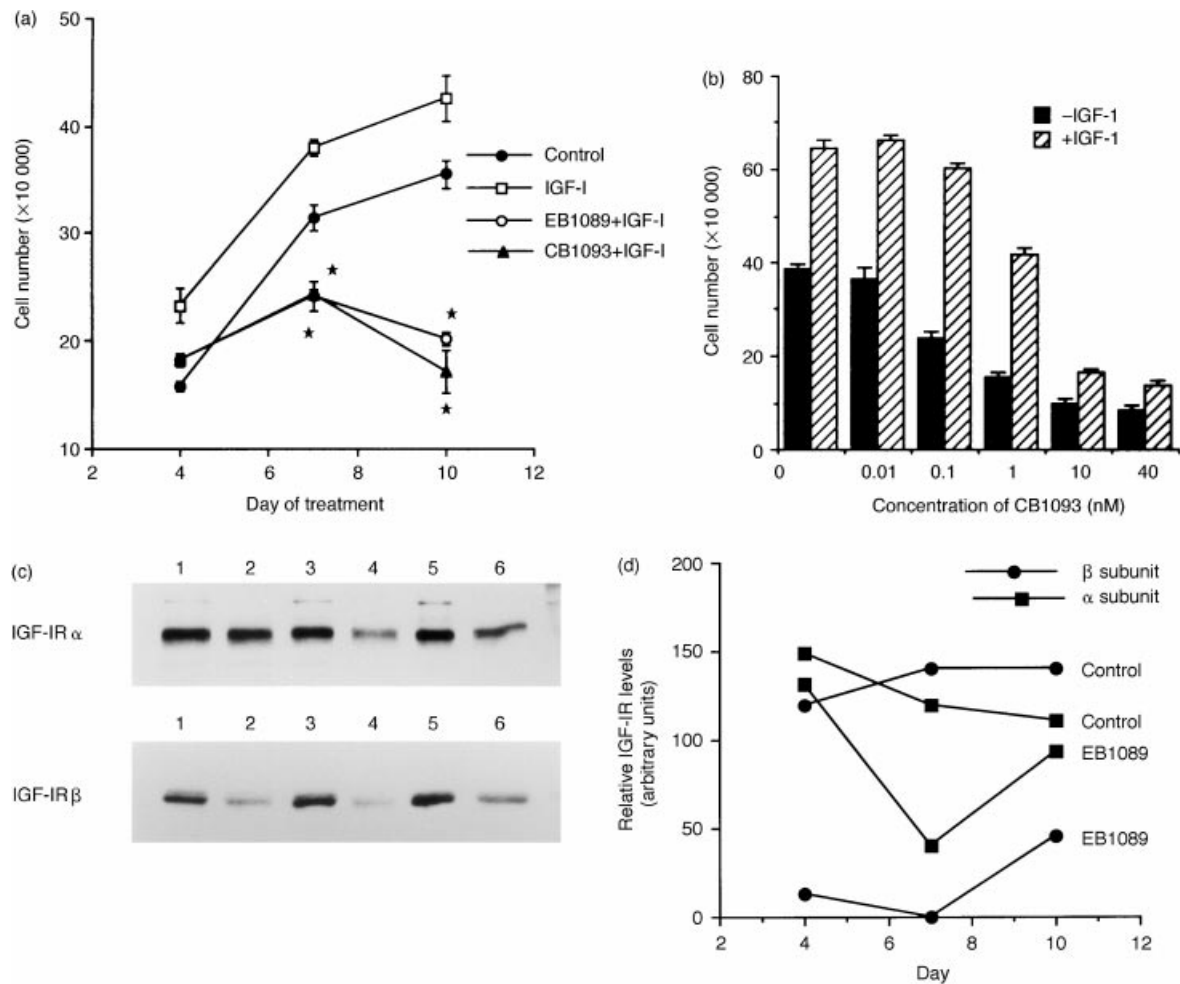 (a)
50
40
30
20
10
Cell number (×10 000)
2 4 6 8 10 12
Day of treatment
Control
IGF-I
EB1089+IGF-I
CB1093+IGF-I
(b)
80
60
40
20
0
Cell number (×10 000)
–IGF-1
+IGF-1
0 0.01 0.1 1 10 40
Concentration of CB1093 (nM)
(c)
1 2 3 4 5 6
IGF-IR α
1 2 3 4 5 6
IGF-IR β
(d)
200
150
100
50
0
Relative IGF-IR levels
(arbitrary units)
β subunit
α subunit
Control
Control
EB1089
EB1089
2 4 6 8 10 12
Day